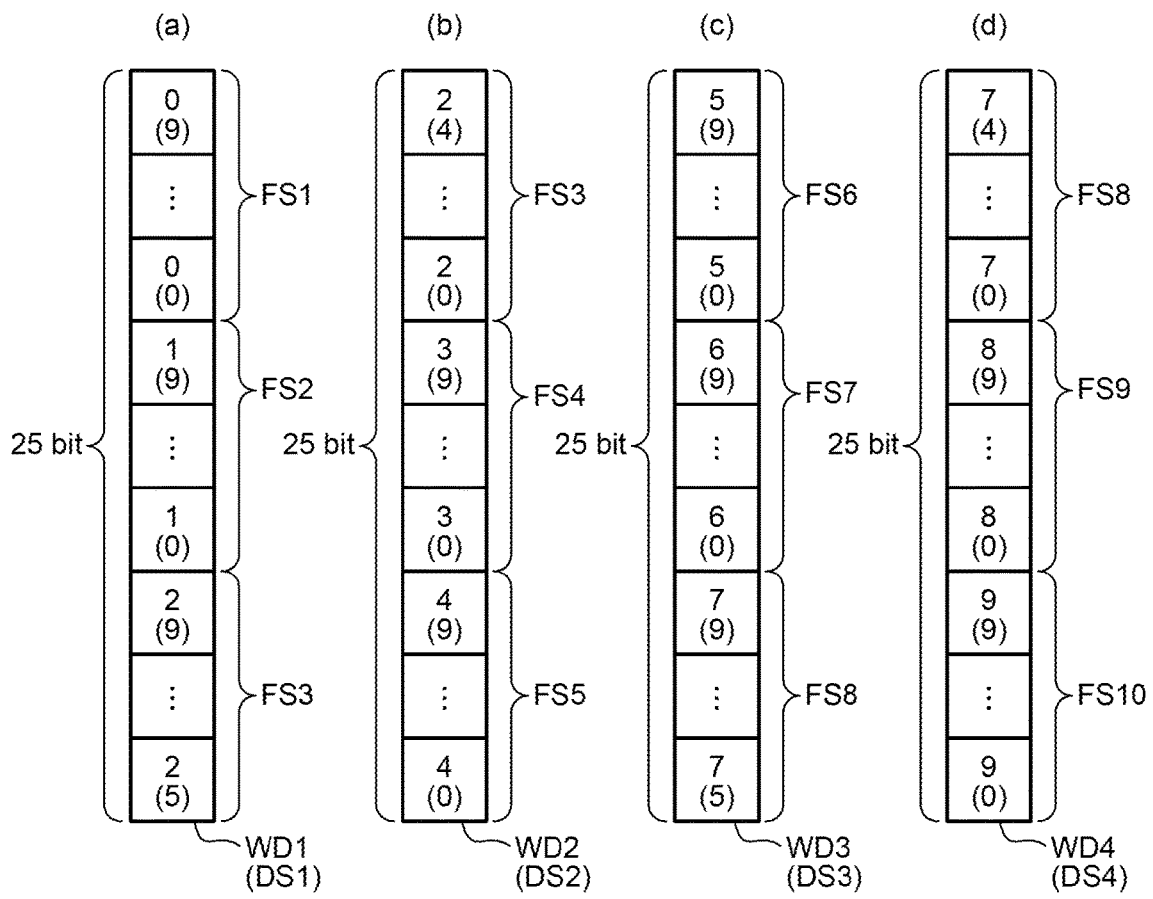 (a)
0
(9)
⋮
0
(0)
1
(9)
⋮
1
(0)
2
(9)
⋮
2
(5)
25 bit
FS1
FS2
FS3
WD1
(DS1)
(b)
2
(4)
⋮
2
(0)
3
(9)
⋮
3
(0)
4
(9)
⋮
4
(0)
25 bit
FS3
FS4
FS5
WD2
(DS2)
(c)
5
(9)
⋮
5
(0)
6
(9)
⋮
6
(0)
7
(9)
⋮
7
(5)
25 bit
FS6
FS7
FS8
WD3
(DS3)
(d)
7
(4)
⋮
7
(0)
8
(9)
⋮
8
(0)
9
(9)
⋮
9
(0)
25 bit
FS8
FS9
FS10
WD4
(DS4)